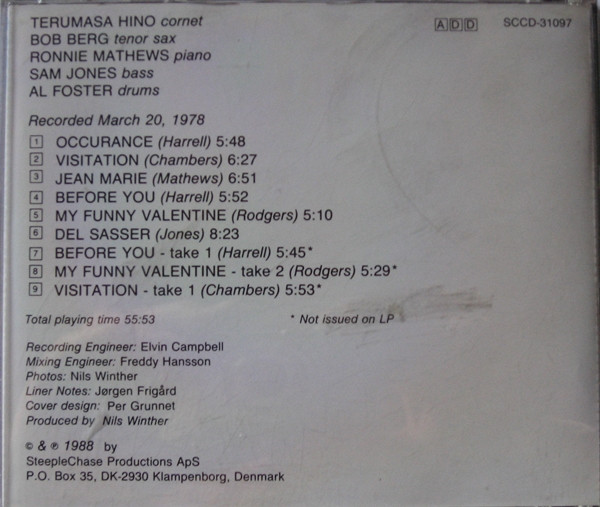 TERUMASA HINO cornet
BOB BERG tenor sax
RONNIE MATHEWS piano
SAM JONES bass
AL FOSTER drums
ADD SCCD-31097
Recorded March 20, 1978
1 OCCURANCE (Harrell) 5:48
2 VISITATION (Chambers) 6:27
3 JEAN MARIE (Mathews) 6:51
4 BEFORE YOU (Harrell) 5:52
5 MY FUNNY VALENTINE (Rodgers) 5:10
6 DEL SASSER (Jones) 8:23
7 BEFORE YOU - take 1 (Harrell) 5:45*
8 MY FUNNY VALENTINE - take 2 (Rodgers) 5:29*
9 VISITATION - take 1 (Chambers) 5:53*
Total playing time 55:53 * Not issued on LP
Recording Engineer: Elvin Campbell
Mixing Engineer: Freddy Hansson
Photos: Nils Winther
Liner Notes: Jørgen Frigård
Cover design: Per Grunnet
Produced by Nils Winther
© & ℗ 1988 by
SteepleChase Productions ApS
P.O. Box 35, DK-2930 Klampenborg, Denmark